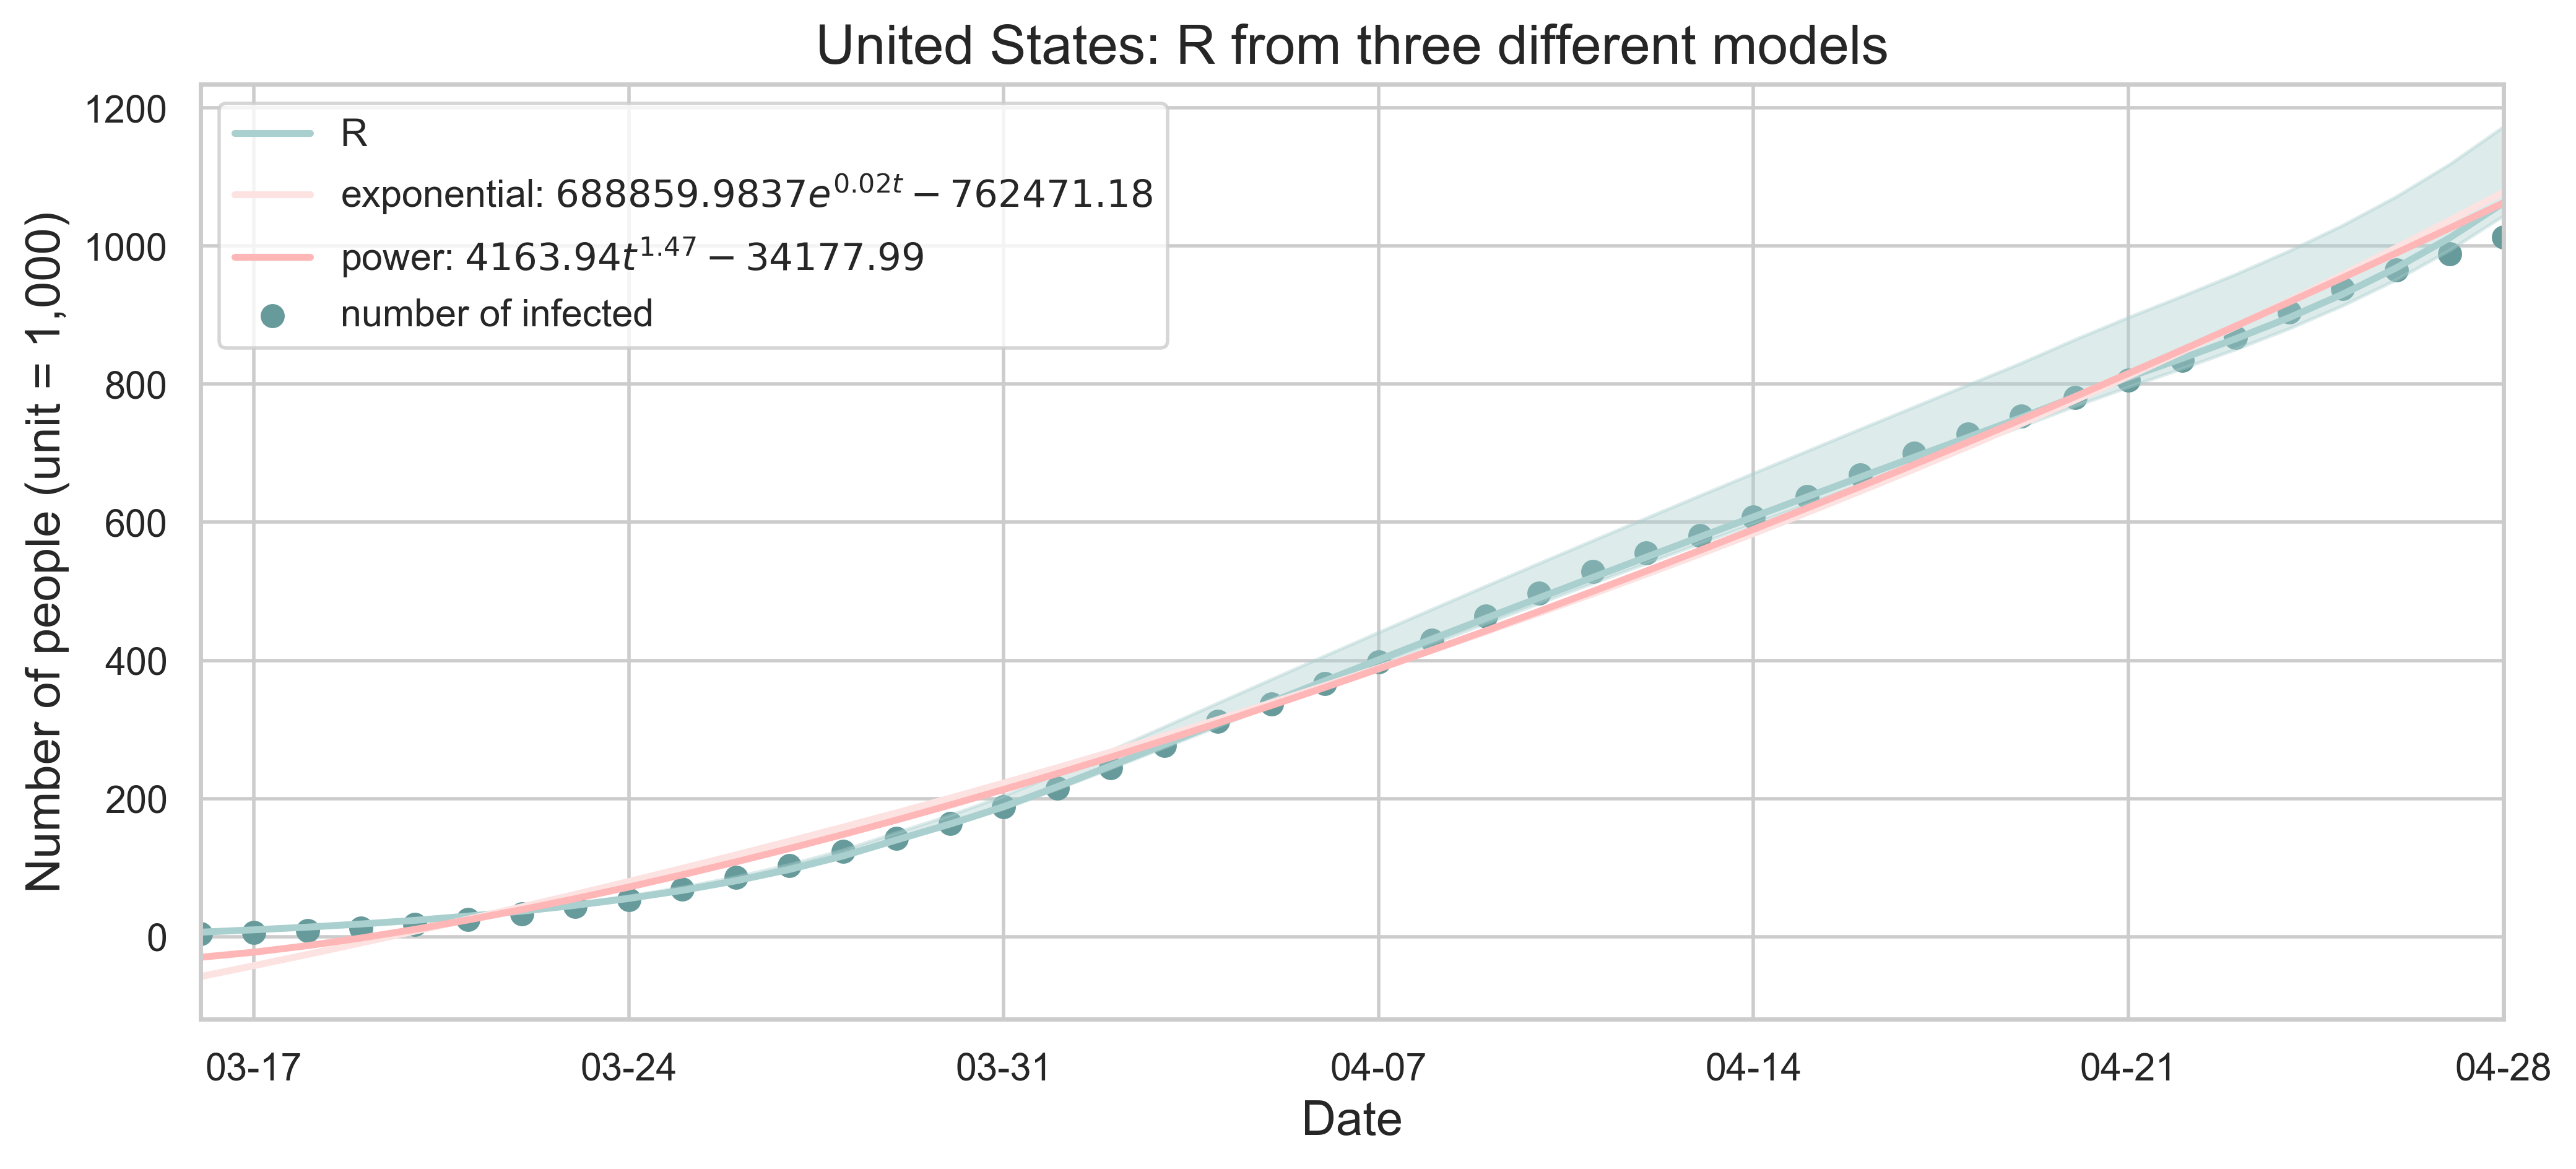 United States: R from three different models
Number of people (unit = 1,000)
1200
1000
800
600
400
200
0
R
exponential: 688859.9837e^{0.02t} − 762471.18
power: 4163.94t^{1.47} − 34177.99
number of infected
03-17 03-24 03-31 04-07 04-14 04-21 04-28
Date